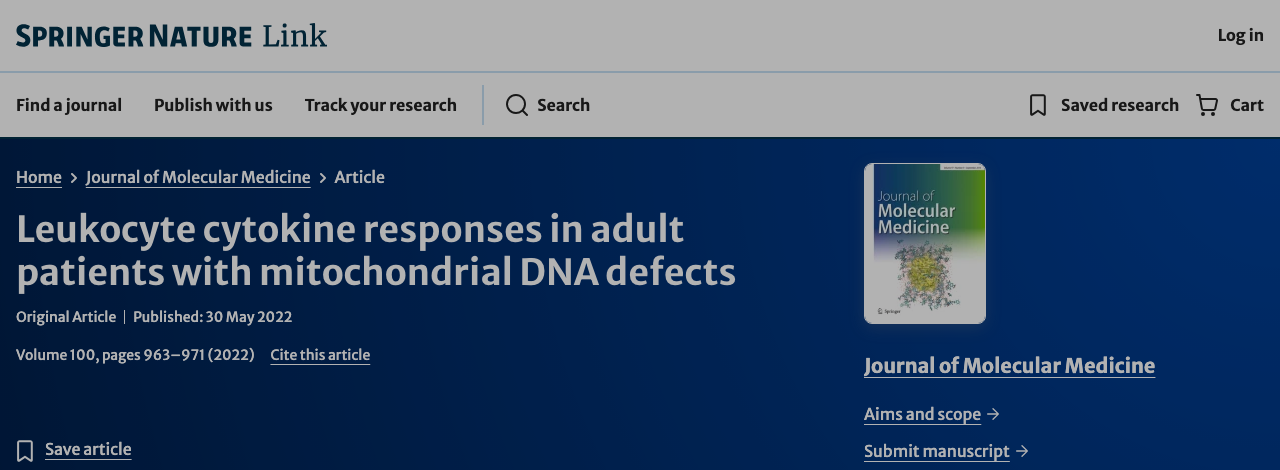 SPRINGER NATURE Link
Log in
Find a journal
Publish with us
Track your research
Search
Saved research
Cart
Home > Journal of Molecular Medicine > Article
Leukocyte cytokine responses in adult
patients with mitochondrial DNA defects
Original Article | Published: 30 May 2022
Volume 100, pages 963–971 (2022) Cite this article
Save article
Journal of
Molecular
Medicine
Springer
Journal of Molecular Medicine
Aims and scope →
Submit manuscript →